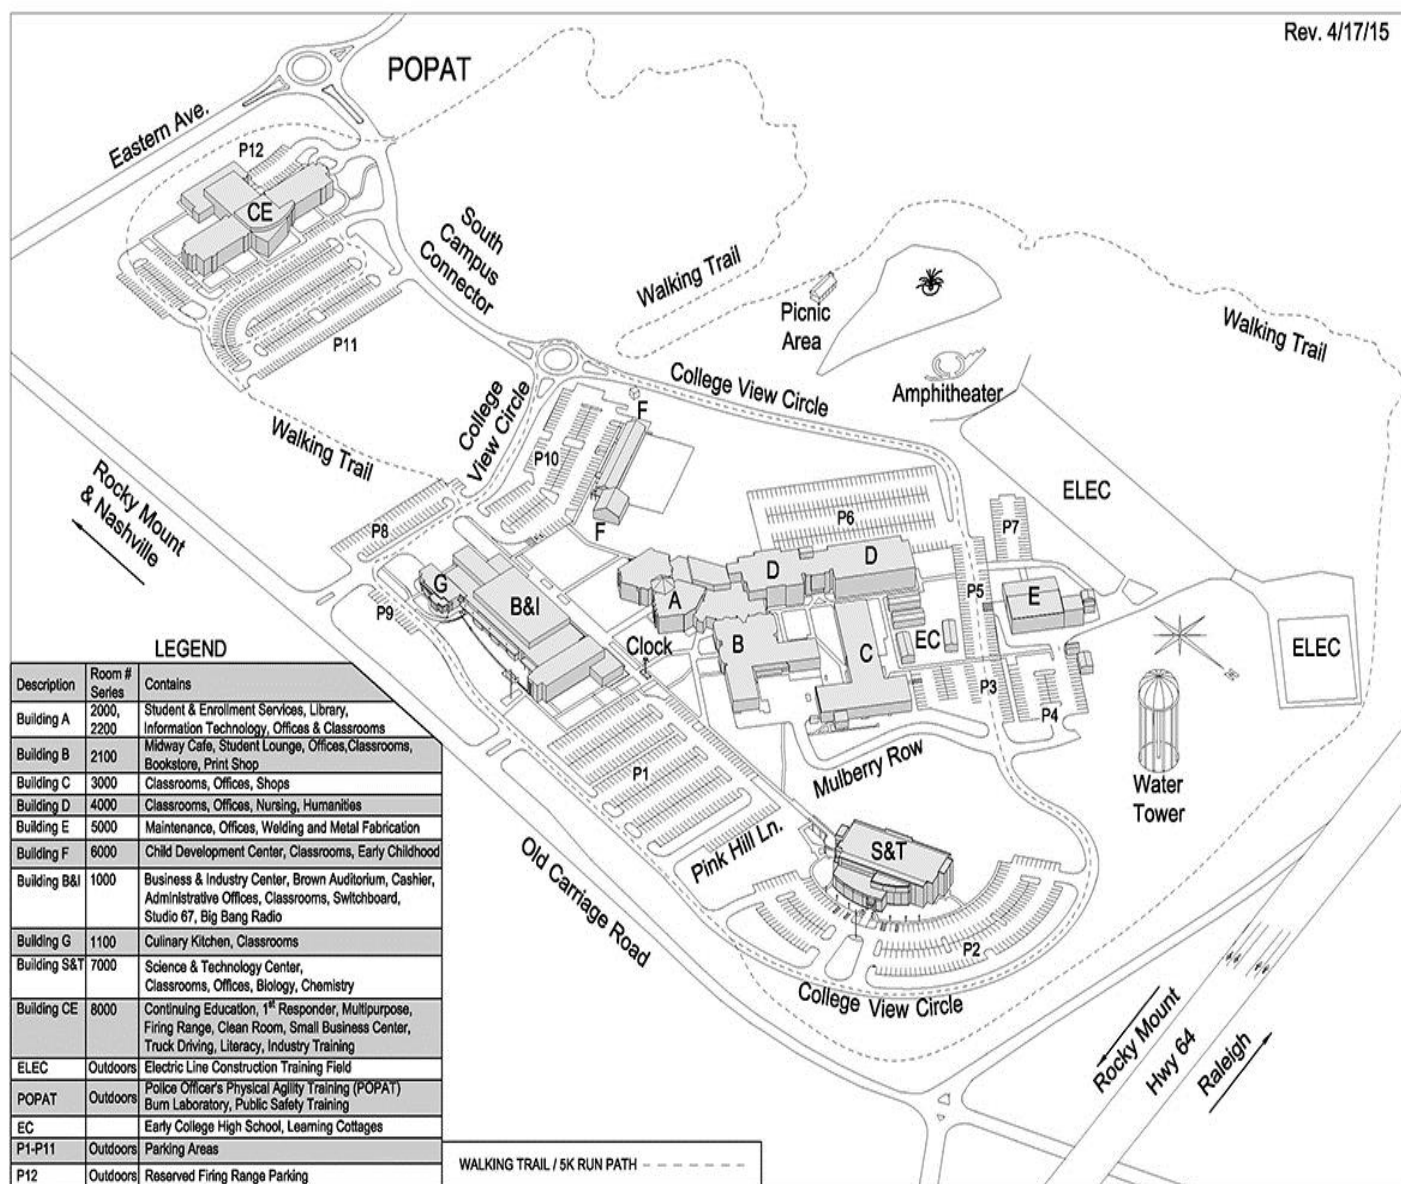 Rev. 4/17/15
POPAT
Eastern Ave.
P12
CE
South
Campus
Connector
Walking Trail
Picnic
Area
Walking Trail
P11
College View Circle
Amphitheater
College
View Circle
F
Walking Trail
P10
ELEC
Rocky Mount
& Nashville
P8
F
P6
P7
G
B&I
A
D
D
P5
E
P9
Clock
B
C
EC
ELEC
P3
P4
P1
Mulberry Row
Water
Tower
Pink Hill Ln.
S&T
Old Carriage Road
P2
College View Circle
Rocky Mount
Hwy 64
Raleigh
LEGEND
Description Room # Series Contains
Building A 2000, 2200 Student & Enrollment Services, Library,
Information Technology, Offices & Classrooms
Building B 2100 Midway Cafe, Student Lounge, Offices,Classrooms,
Bookstore, Print Shop
Building C 3000 Classrooms, Offices, Shops
Building D 4000 Classrooms, Offices, Nursing, Humanities
Building E 5000 Maintenance, Offices, Welding and Metal Fabrication
Building F 6000 Child Development Center, Classrooms, Early Childhood
Building B&I 1000 Business & Industry Center, Brown Auditorium, Cashier,
Administrative Offices, Classrooms, Switchboard,
Studio 67, Big Bang Radio
Building G 1100 Culinary Kitchen, Classrooms
Building S&T 7000 Science & Technology Center,
Classrooms, Offices, Biology, Chemistry
Building CE 8000 Continuing Education, 1st Responder, Multipurpose,
Firing Range, Clean Room, Small Business Center,
Truck Driving, Literacy, Industry Training
ELEC Outdoors Electric Line Construction Training Field
POPAT Outdoors Police Officer's Physical Agility Training (POPAT)
Burn Laboratory, Public Safety Training
EC Early College High School, Learning Cottages
P1-P11 Outdoors Parking Areas
P12 Outdoors Reserved Firing Range Parking
WALKING TRAIL / 5K RUN PATH